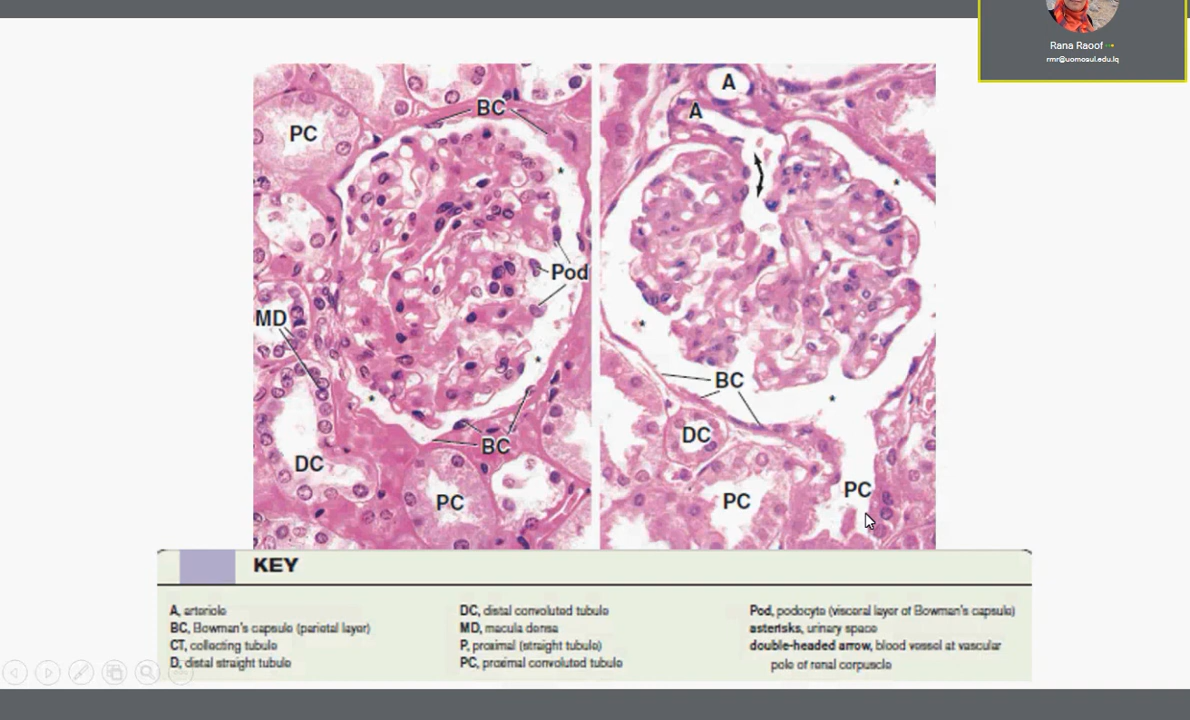 Rana Raoof
rmr@uomosul.edu.iq
A
A
BC
PC
*
*
Pod
MD
*
BC
*
*
*
BC
DC
DC
PC
PC
PC
KEY
A, arteriole
BC, Bowman's capsule (parietal layer)
CT, collecting tubule
D, distal straight tubule
DC, distal convoluted tubule
MD, macula densa
P, proximal (straight tubule)
PC, proximal convoluted tubule
Pod, podocyte (visceral layer of Bowman's capsule)
asterisks, urinary space
double-headed arrow, blood vessel at vascular
pole of renal corpuscle